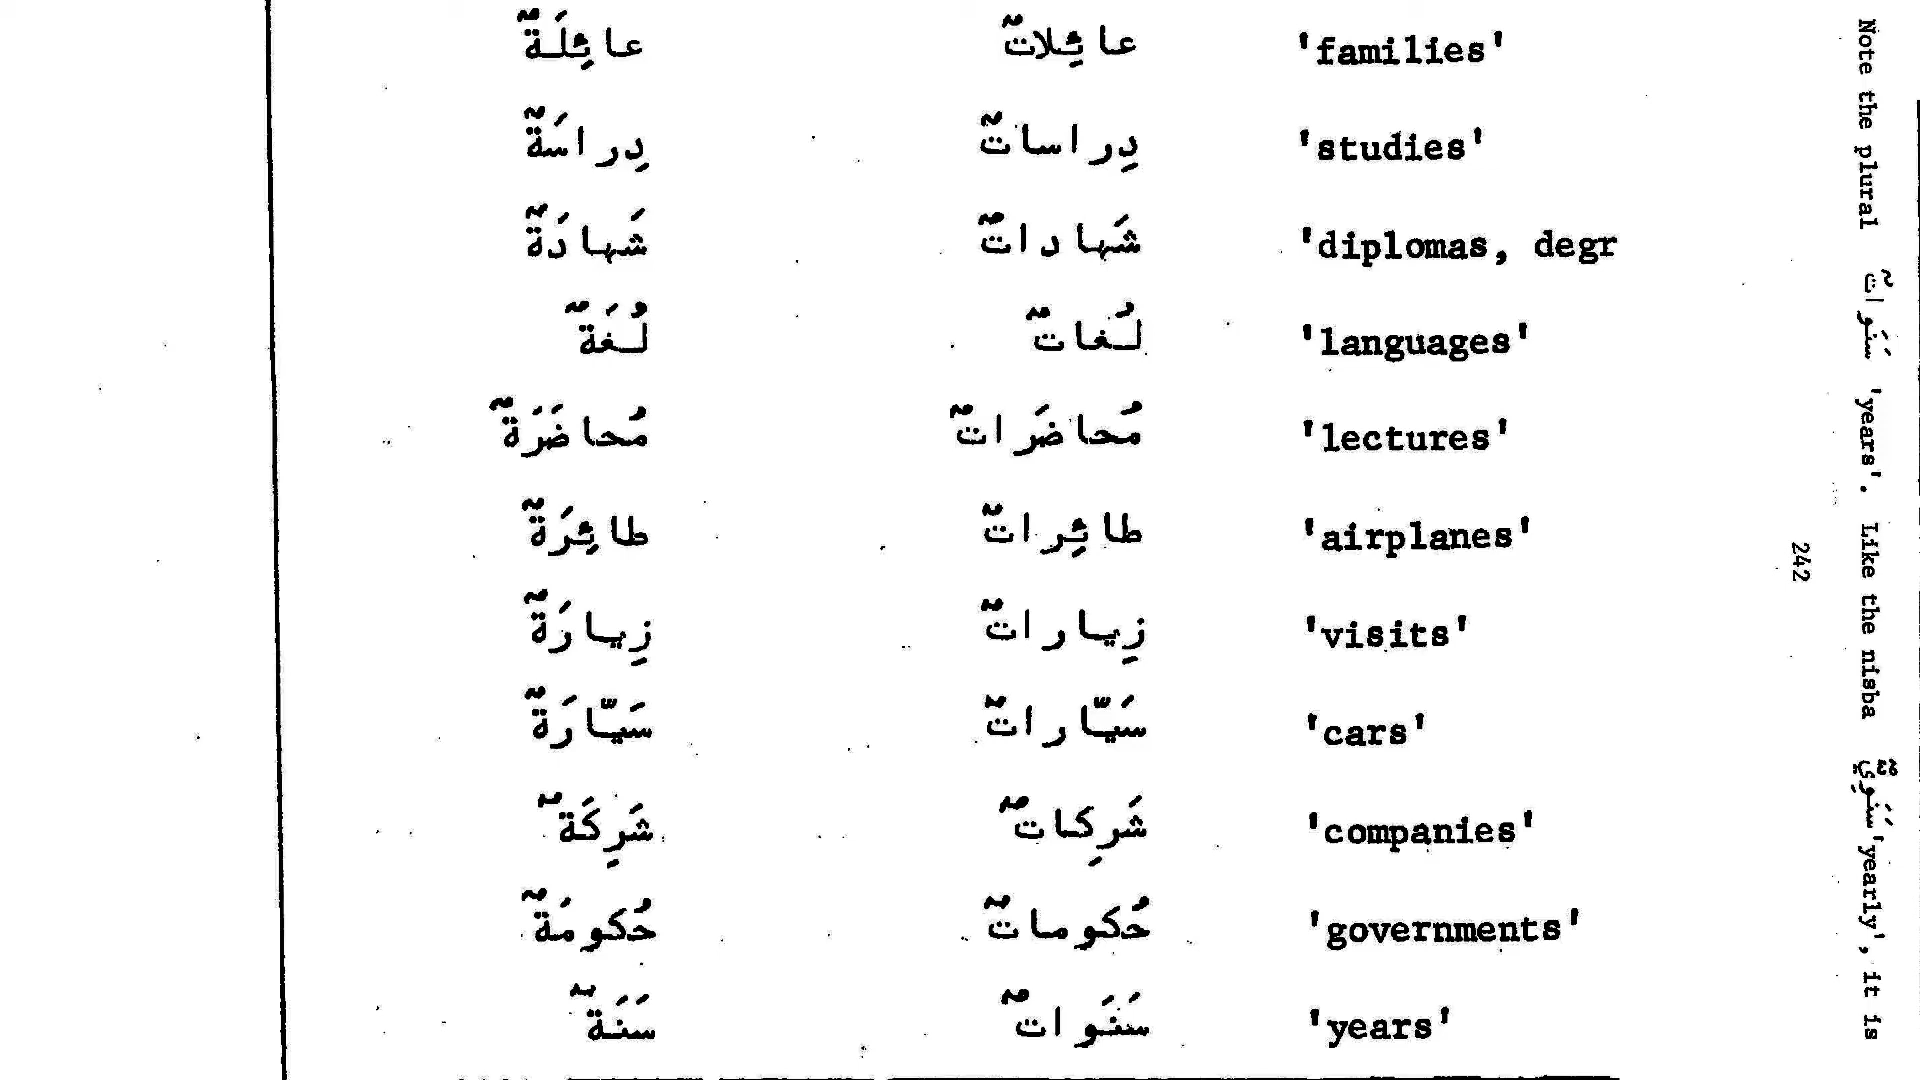 عائِلَةٌ عائِلاتٌ 'families'
دِراسَةٌ دِراساتٌ 'studies'
شَهادَةٌ شَهاداتٌ 'diplomas, degr
لُغَةٌ لُغاتٌ 'languages'
مُحاضَرَةٌ مُحاضَراتٌ 'lectures'
طائِرَةٌ طائِراتٌ 'airplanes'
زِيارَةٌ زِياراتٌ 'visits'
سَيّارَةٌ سَيّاراتٌ 'cars'
شَرِكَةٌ شَرِكاتٌ 'companies'
حُكومَةٌ حُكوماتٌ 'governments'
سَنَةٌ سَنَواتٌ 'years'
242
Note the plural سَنَواتٌ 'years'. Like the nisba سَنَوِيٌّ 'yearly', it is